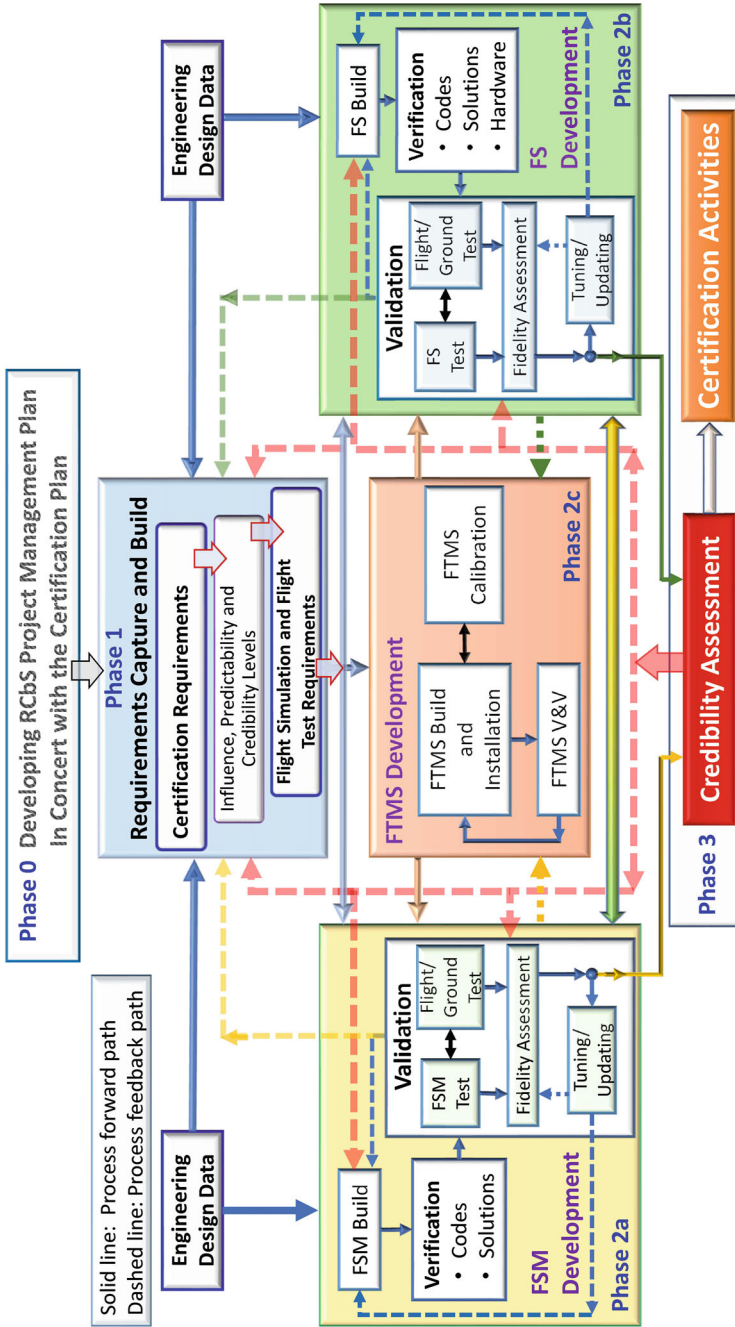 Solid line: Process forward path
Dashed line: Process feedback path
Phase 0 Developing RCbS Project Management Plan
In Concert with the Certification Plan
Engineering
Design Data
Phase 1
Requirements Capture and Build
Certification Requirements
Influence, Predictability and
Credibility Levels
Flight Simulation and Flight
Test Requirements
Engineering
Design Data
FSM Build
Verification
• Codes
• Solutions
Validation
FSM
Test
Flight/
Ground Test
Fidelity Assessment
Tuning/
Updating
FSM
Development
Phase 2a
FTMS Development
FTMS Build
and
Installation
FTMS
Calibration
FTMS V&V
Phase 2c
FS Build
Verification
• Codes
• Solutions
• Hardware
Validation
FS
Test
Flight/
Ground
Test
Fidelity Assessment
Tuning/
Updating
FS
Development
Phase 2b
Phase 3
Credibility Assessment
Certification Activities